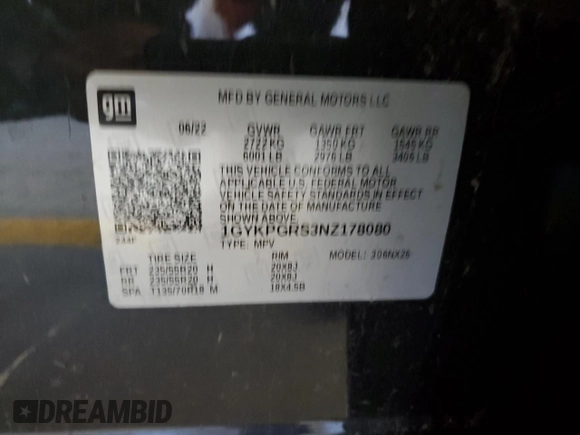 gm
MFD BY GENERAL MOTORS LLC
06/22 GVWR GAWR FRT GAWR RR
2722 KG 1350 KG 1545 KG
6001 LB 2976 LB 3406 LB
THIS VEHICLE CONFORMS TO ALL
APPLICABLE U.S. FEDERAL MOTOR
VEHICLE SAFETY STANDARDS IN EFFECT
ON THE DATE OF MANUFACTURE
SHOWN ABOVE.
1GYKPGRS3NZ178080
TYPE: MPV MODEL:
TIRE SIZE RIM
FRT 235/55R20 H 20X8J
RR 235/55R20 H 20X8J
SPA T135/70R18 M 18X4.5B
DREAMBID